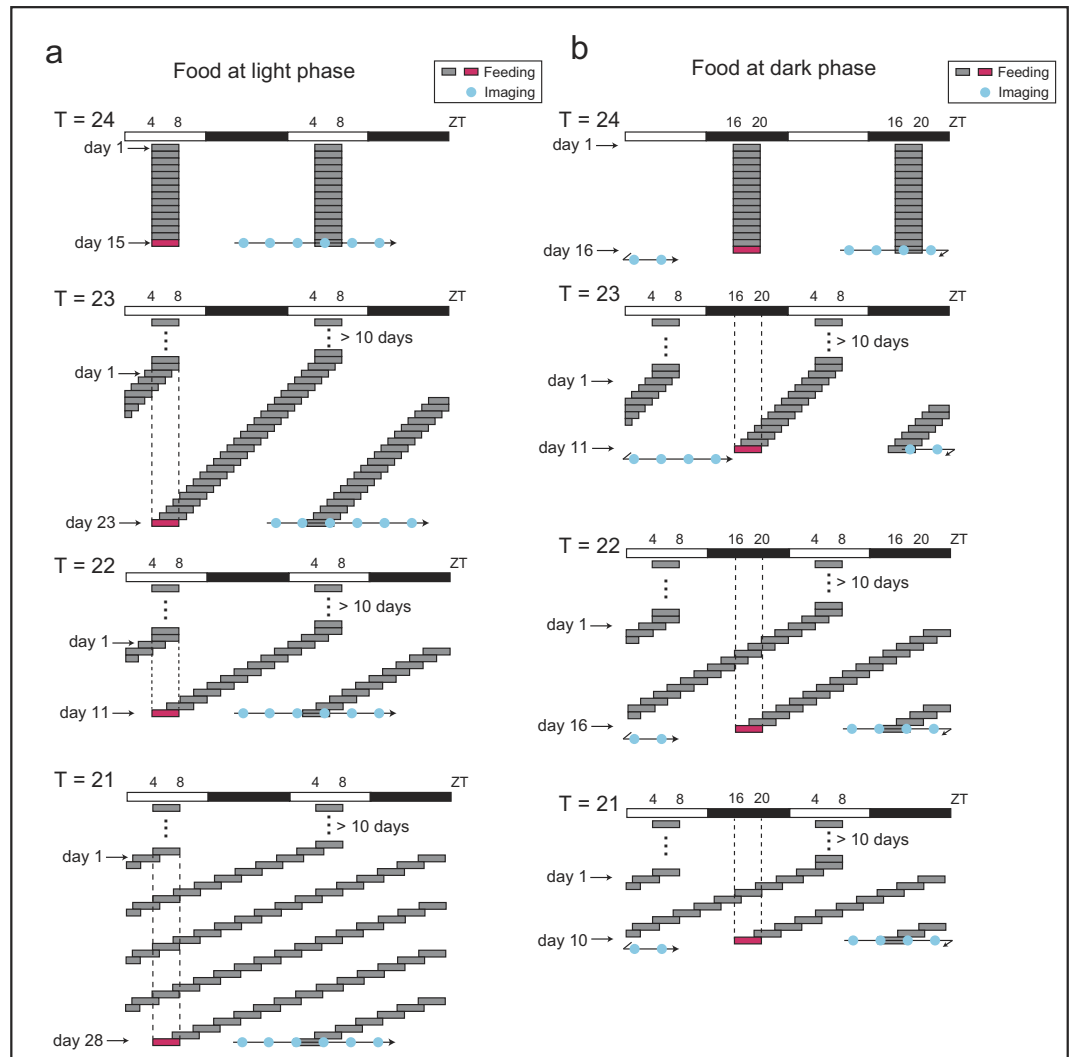 a
Food at light phase
Feeding
Imaging
T = 24
4 8 4 8 ZT
day 1
day 15
T = 23
4 8 4 8 ZT
> 10 days
day 1
day 23
T = 22
4 8 4 8 ZT
> 10 days
day 1
day 11
T = 21
4 8 4 8 ZT
> 10 days
day 1
day 28
b
Food at dark phase
Feeding
Imaging
T = 24
16 20 16 20 ZT
day 1
day 16
T = 23
4 8 16 20 4 8 ZT
> 10 days
day 1
day 11
T = 22
4 8 16 20 4 8 16 20 ZT
> 10 days
day 1
day 16
T = 21
4 8 16 20 4 8 ZT
> 10 days
day 1
day 10